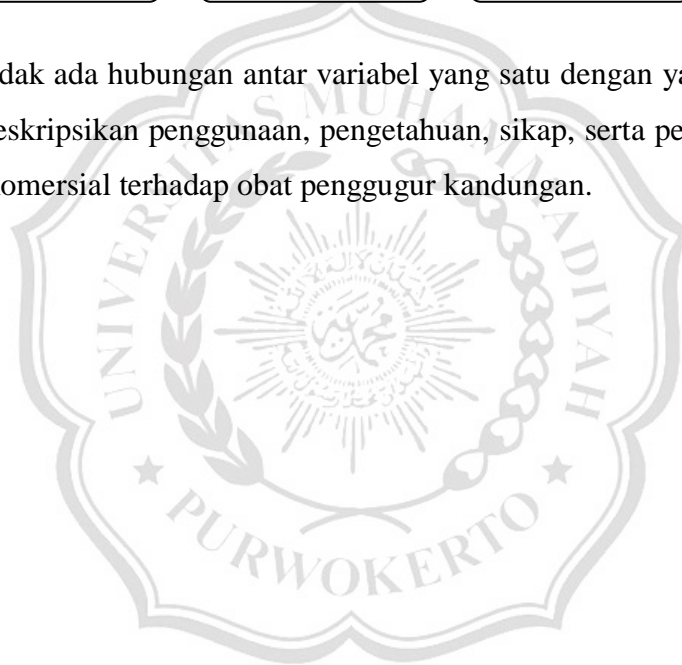 dak ada hubungan antar variabel yang satu dengan ya
eskripsikan penggunaan, pengetahuan, sikap, serta pe
omersial terhadap obat penggugur kandungan.
UNIVERSITAS MUHAMMADIYAH
PURWOKERTO